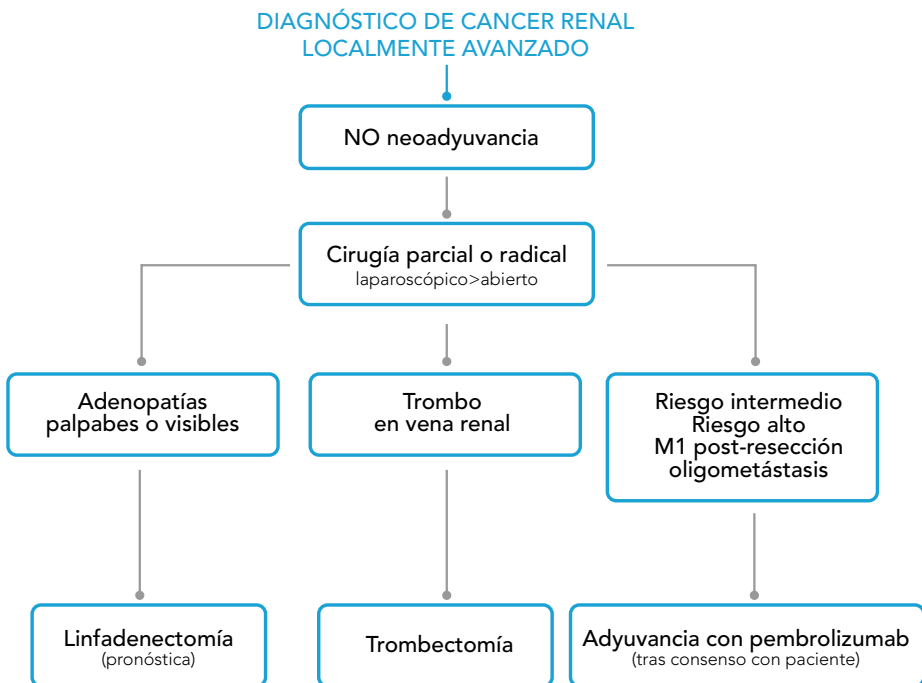 DIAGNÓSTICO DE CANCER RENAL
LOCALMENTE AVANZADO
NO neoadyuvancia
Cirugía parcial o radical
laparoscópico>abierto
Adenopatías
palpabes o visibles
Trombo
en vena renal
Riesgo intermedio
Riesgo alto
M1 post-resección
oligometástasis
Linfadenectomía
(pronóstica)
Trombectomía
Adyuvancia con pembrolizumab
(tras consenso con paciente)